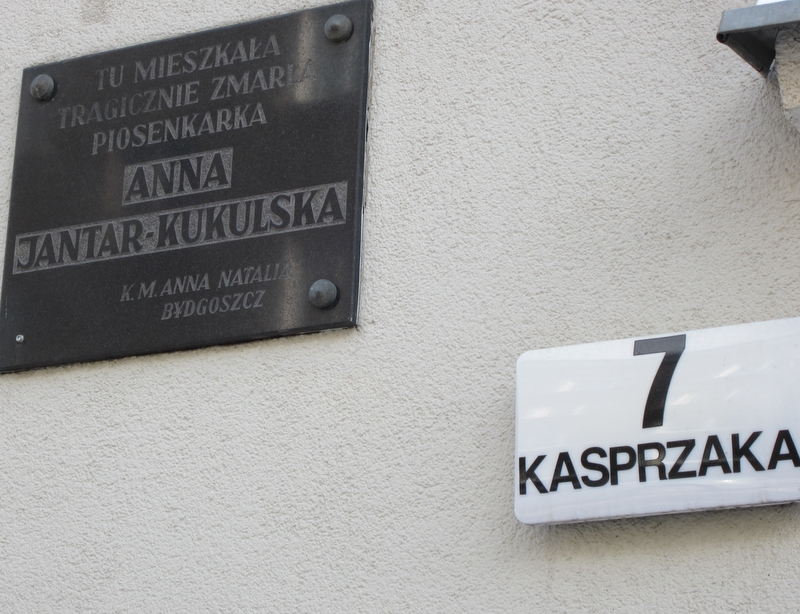 TU MIESZKAŁA
TRAGICZNIE ZMARŁA
PIOSENKARKA
ANNA
JANTAR-KUKULSKA
K.M. ANNA NATALIA
BYDGOSZCZ
7
KASPRZAKA